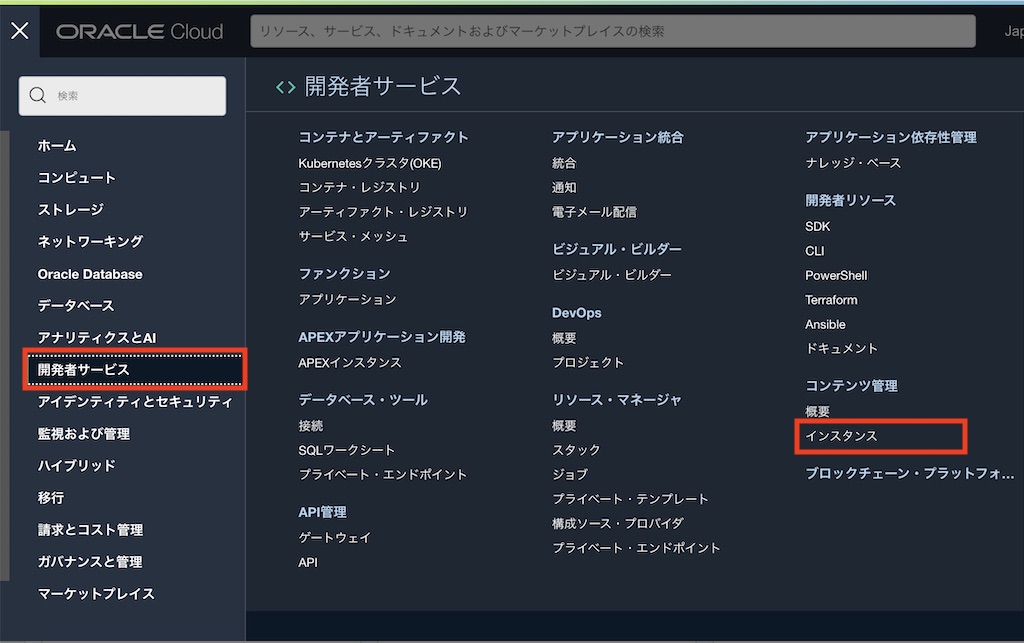 ORACLE Cloud
リソース、サービス、ドキュメントおよびマーケットプレイスの検索
Jap
検索
ホーム
コンピュート
ストレージ
ネットワーキング
Oracle Database
データベース
アナリティクスとAI
開発者サービス
アイデンティティとセキュリティ
監視および管理
ハイブリッド
移行
請求とコスト管理
ガバナンスと管理
マーケットプレイス
開発者サービス
コンテナとアーティファクト
Kubernetesクラスタ(OKE)
コンテナ・レジストリ
アーティファクト・レジストリ
サービス・メッシュ
ファンクション
アプリケーション
APEXアプリケーション開発
APEXインスタンス
データベース・ツール
接続
SQLワークシート
プライベート・エンドポイント
API管理
ゲートウェイ
API
アプリケーション統合
統合
通知
電子メール配信
ビジュアル・ビルダー
ビジュアル・ビルダー
DevOps
概要
プロジェクト
リソース・マネージャ
概要
スタック
ジョブ
プライベート・テンプレート
構成ソース・プロバイダ
プライベート・エンドポイント
アプリケーション依存性管理
ナレッジ・ベース
開発者リソース
SDK
CLI
PowerShell
Terraform
Ansible
ドキュメント
コンテンツ管理
概要
インスタンス
ブロックチェーン・プラットフォ...